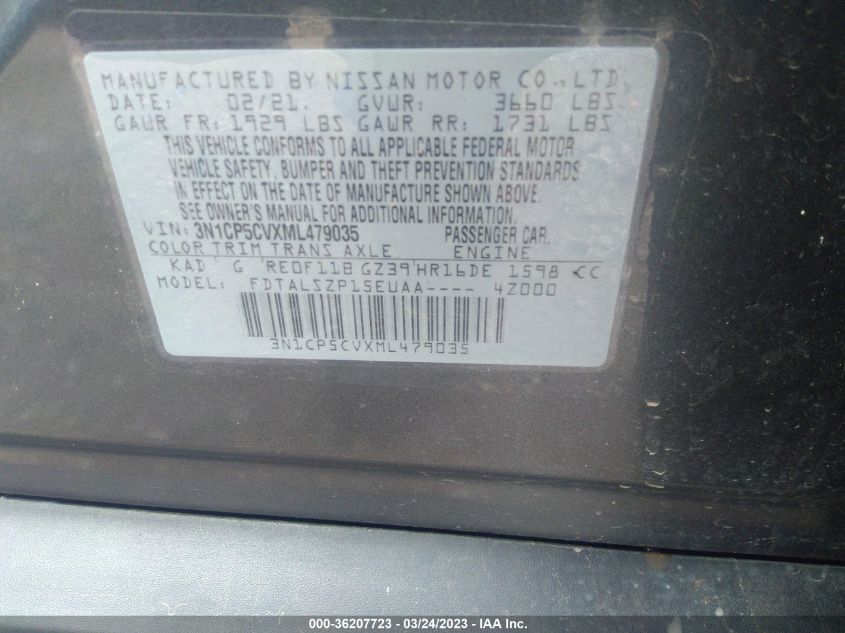 MANUFACTURED BY NISSAN MOTOR CO., LTD.
DATE: 02/21. GVWR: 3660 LBS
GAWR FR: 1929 LBS GAWR RR: 1731 LBS
THIS VEHICLE CONFORMS TO ALL APPLICABLE FEDERAL MOTOR
VEHICLE SAFETY, BUMPER AND THEFT PREVENTION STANDARDS
IN EFFECT ON THE DATE OF MANUFACTURE SHOWN ABOVE.
SEE OWNER'S MANUAL FOR ADDITIONAL INFORMATION.
VIN: 3N1CP5CVXML479035 PASSENGER CAR.
COLOR TRIM TRANS AXLE ENGINE
KAD G RE0F11B GZ39 HR16DE 1598 CC
MODEL: FDTALSZP15EUAA---- 4Z000
3N1CP5CVXML479035
000-36207723 - 03/24/2023 - IAA Inc.